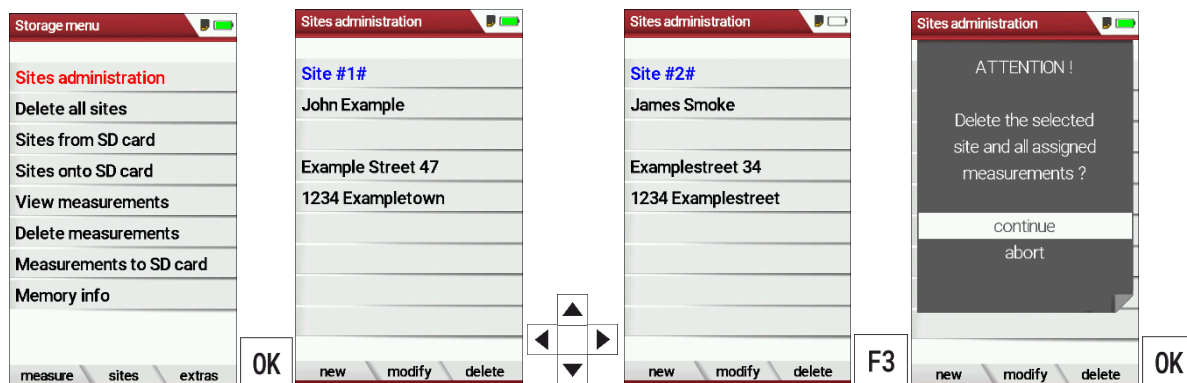 Storage menu
Sites administration
Delete all sites
Sites from SD card
Sites onto SD card
View measurements
Delete measurements
Measurements to SD card
Memory info
measure sites extras
OK
Sites administration
Site #1#
John Example
Example Street 47
1234 Exampletown
new modify delete
Sites administration
Site #2#
James Smoke
Examplestreet 34
1234 Examplestreet
new modify delete
F3
Sites administration
ATTENTION !
Delete the selected
site and all assigned
measurements ?
continue
abort
new modify delete
OK